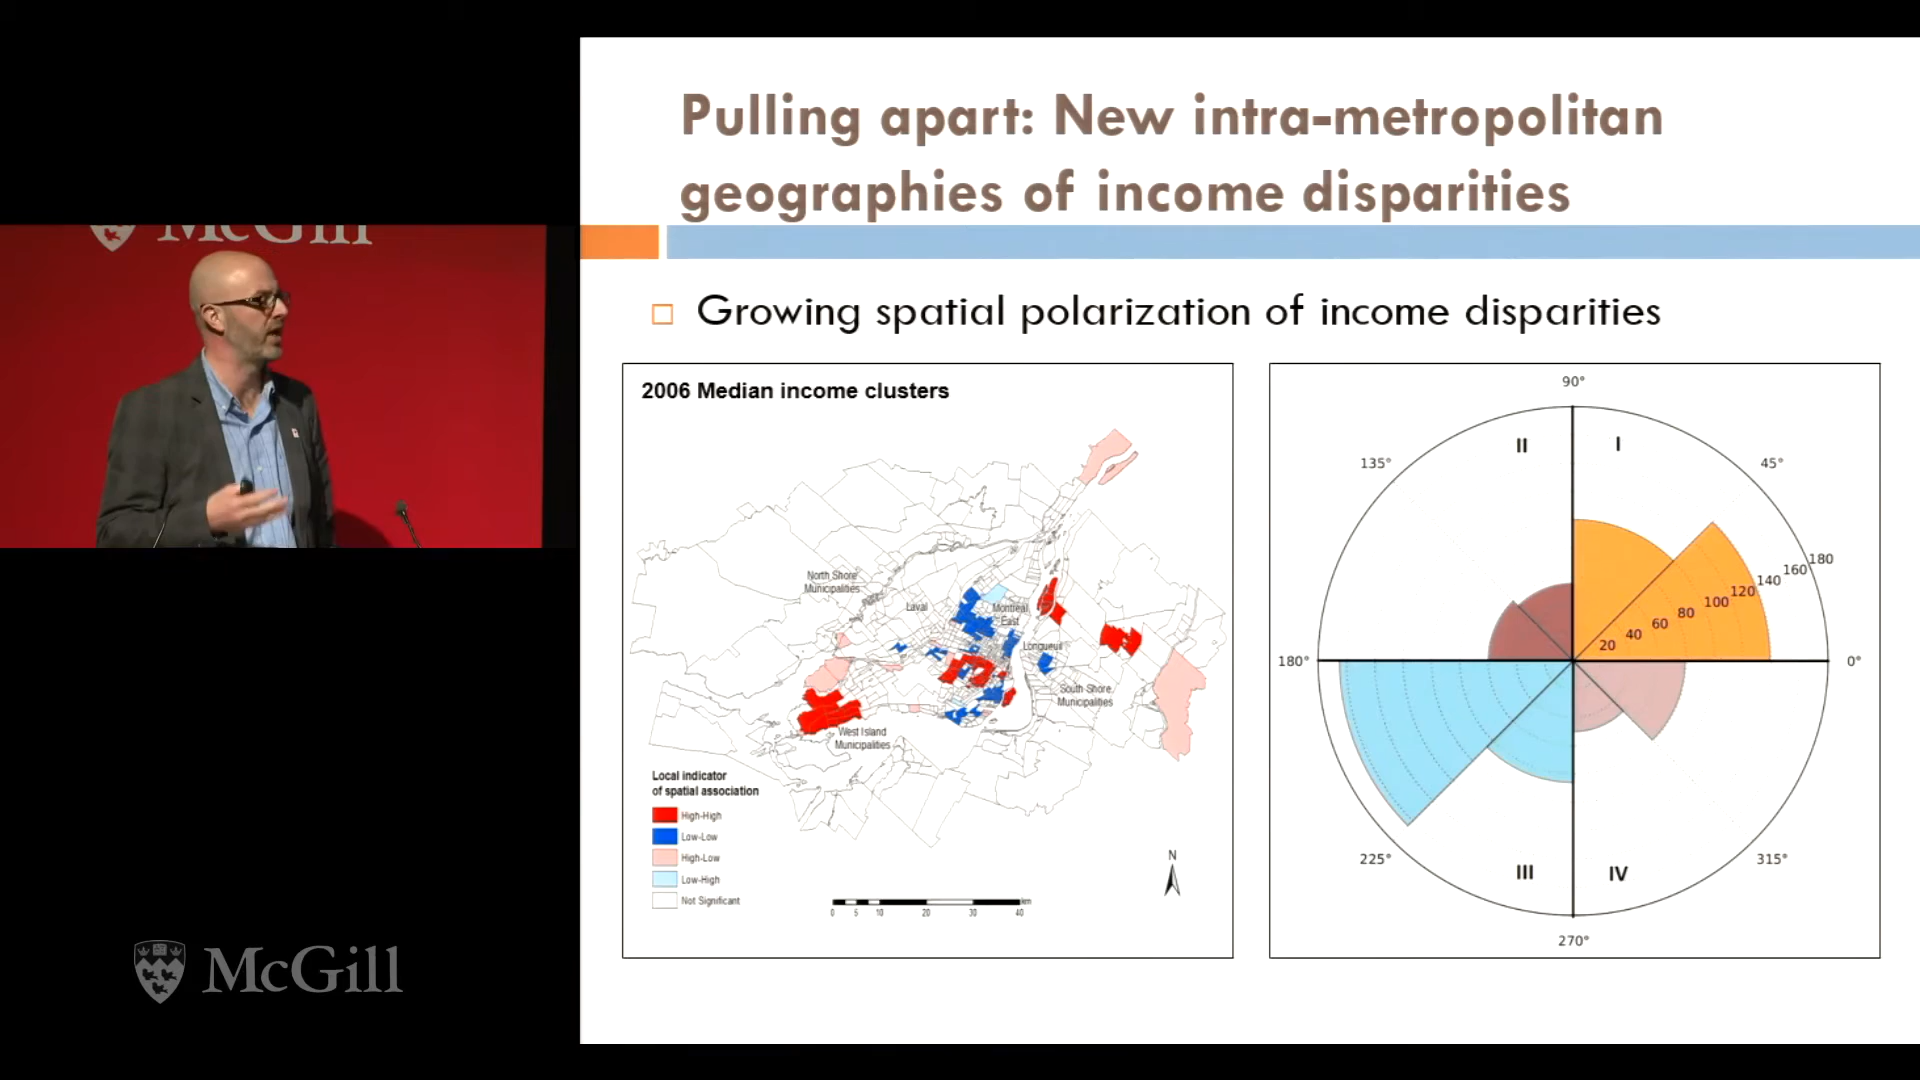 McGill
Pulling apart: New intra-metropolitan
geographies of income disparities
Growing spatial polarization of income disparities
2006 Median income clusters
North Shore
Municipalities
Laval
Montreal
East
Longueuil
South Shore
Municipalities
West Island
Municipalities
Local indicator
of spatial association
High-High
Low-Low
High-Low
Low-High
Not Significant
N
0 5 10 20 30 40 km
90°
II I
135° 45°
180
160
140
120
100
80
60
40
20
180° 0°
225° 315°
III IV
270°
McGill